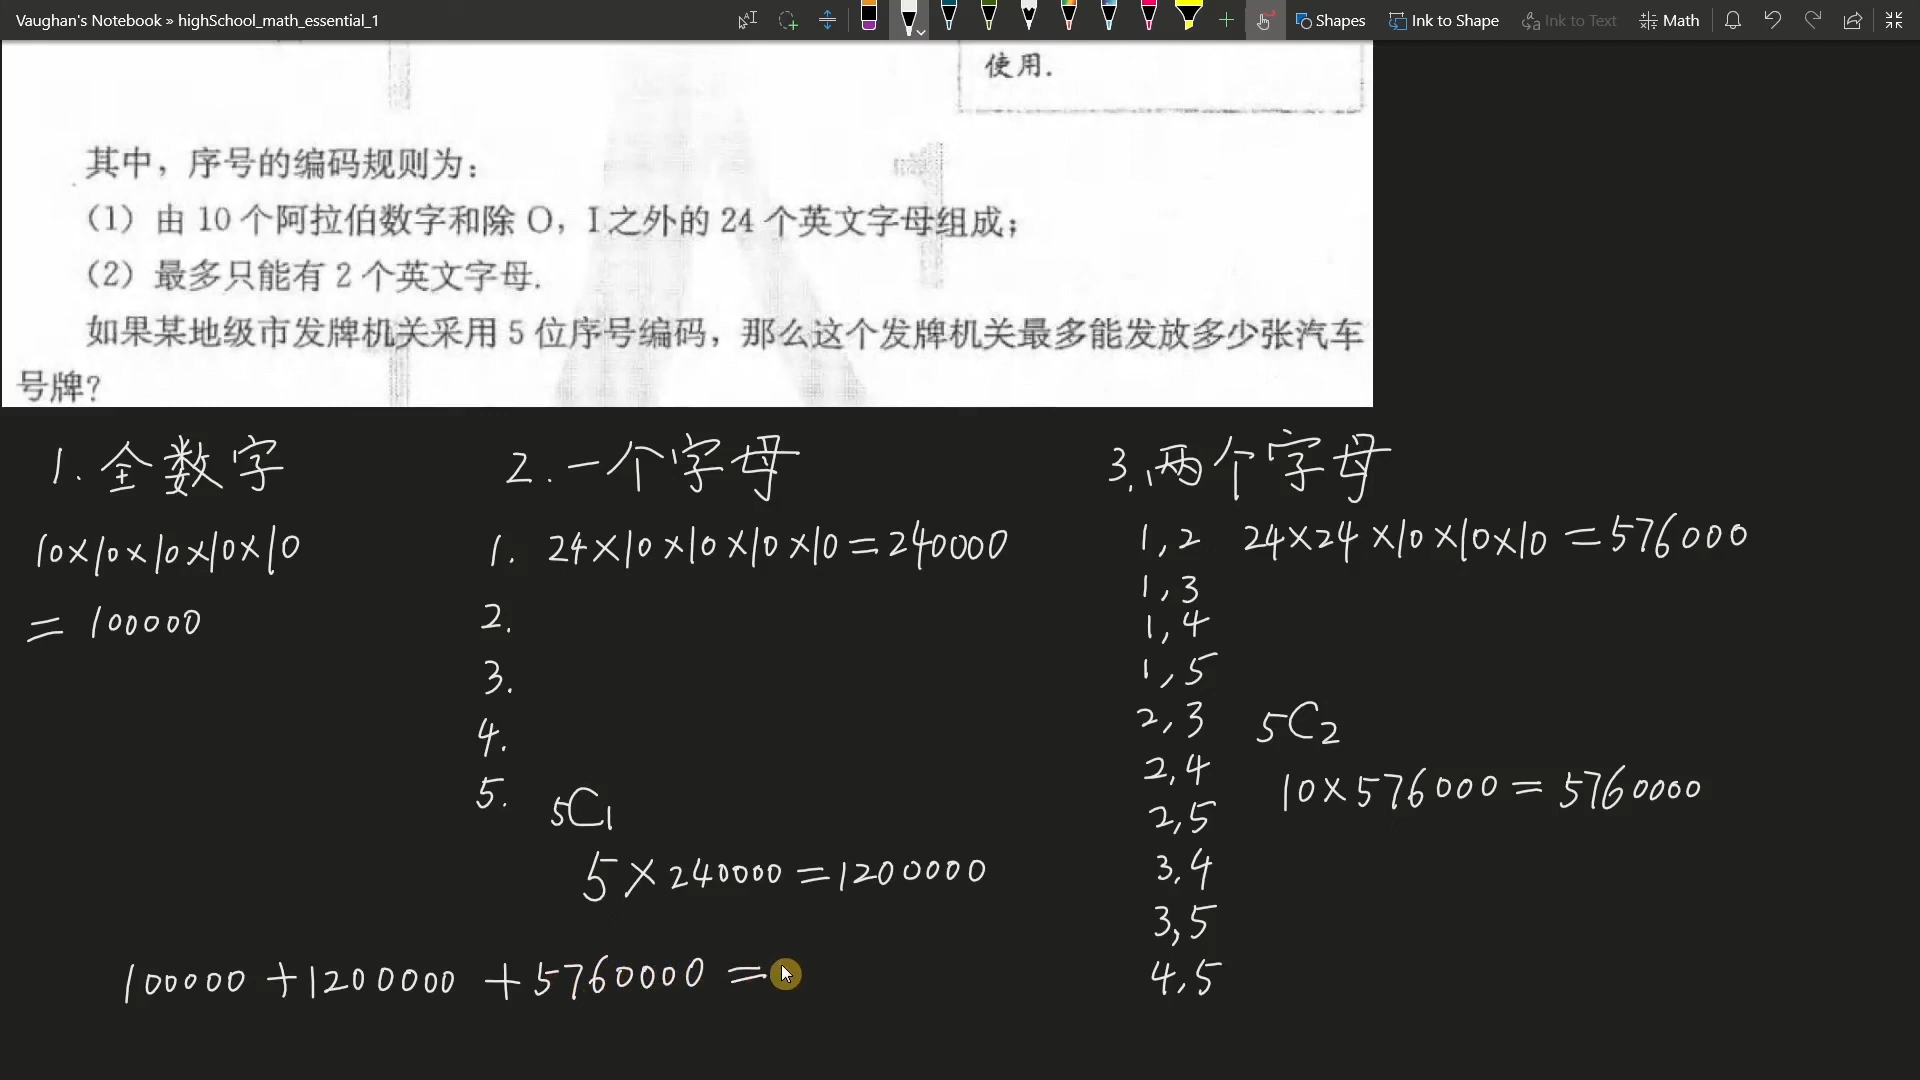 Vaughan's Notebook » highSchool_math_essential_1
Shapes
Ink to Shape
Ink to Text
Math
使用.
其中，序号的编码规则为：
（1）由 10 个阿拉伯数字和除 O，I 之外的 24 个英文字母组成；
（2）最多只能有 2 个英文字母.
如果某地级市发牌机关采用 5 位序号编码，那么这个发牌机关最多能发放多少张汽车
号牌？
1. 全数字
10×10×10×10×10
= 100000
2. 一个字母
1. 24×10×10×10×10=240000
2.
3.
4.
5.
5C1
5×240000=1200000
3. 两个字母
1,2 24×24×10×10×10=576000
1,3
1,4
1,5
2,3
2,4
2,5
3,4
3,5
4,5
5C2
10×576000=5760000
100000+1200000+5760000=